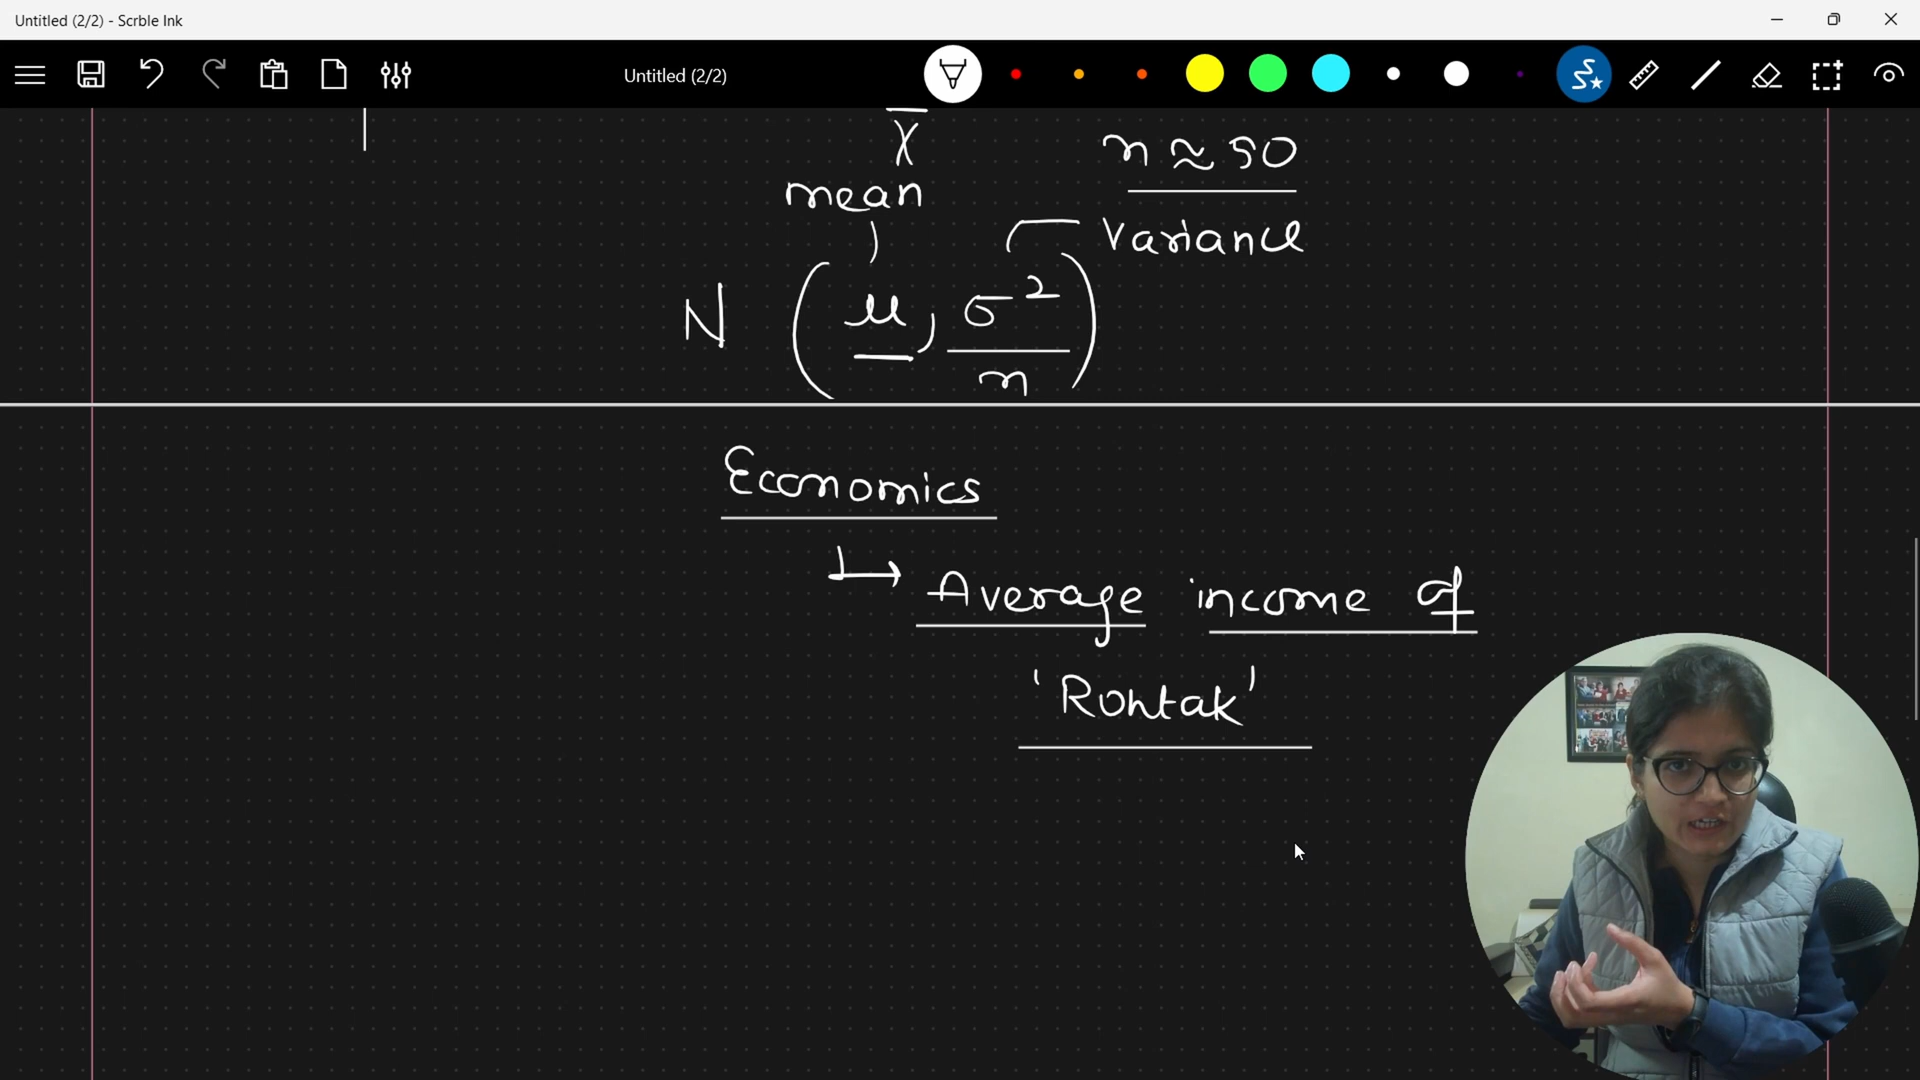 Untitled (2/2) - Scrble Ink
Untitled (2/2)
X̄
n ≈ 50
mean
Variance
N (μ, σ²/n)
Economics
↳ Average income of
'Rohtak'